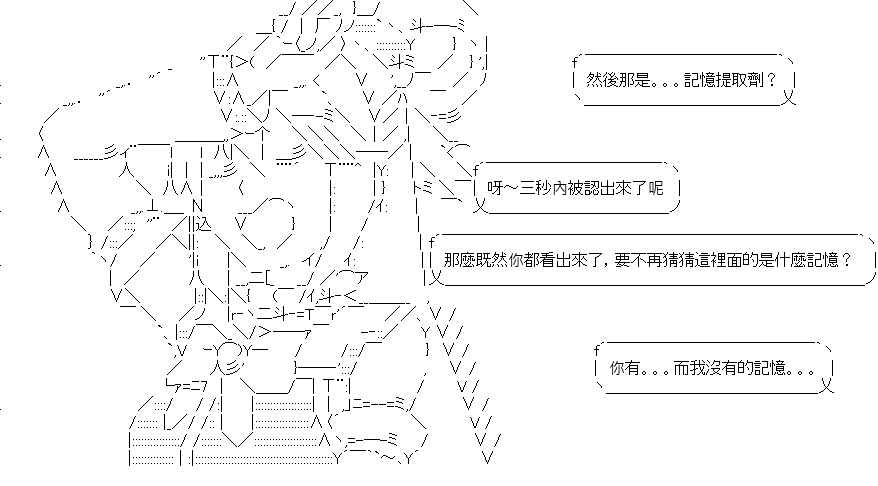 然後那是。。。記憶提取劑？
呀～三秒內被認出來了呢
那麼既然你都看出來了，要不再猜猜這裡面的是什麼記憶？
你有。。。而我沒有的記憶。。。